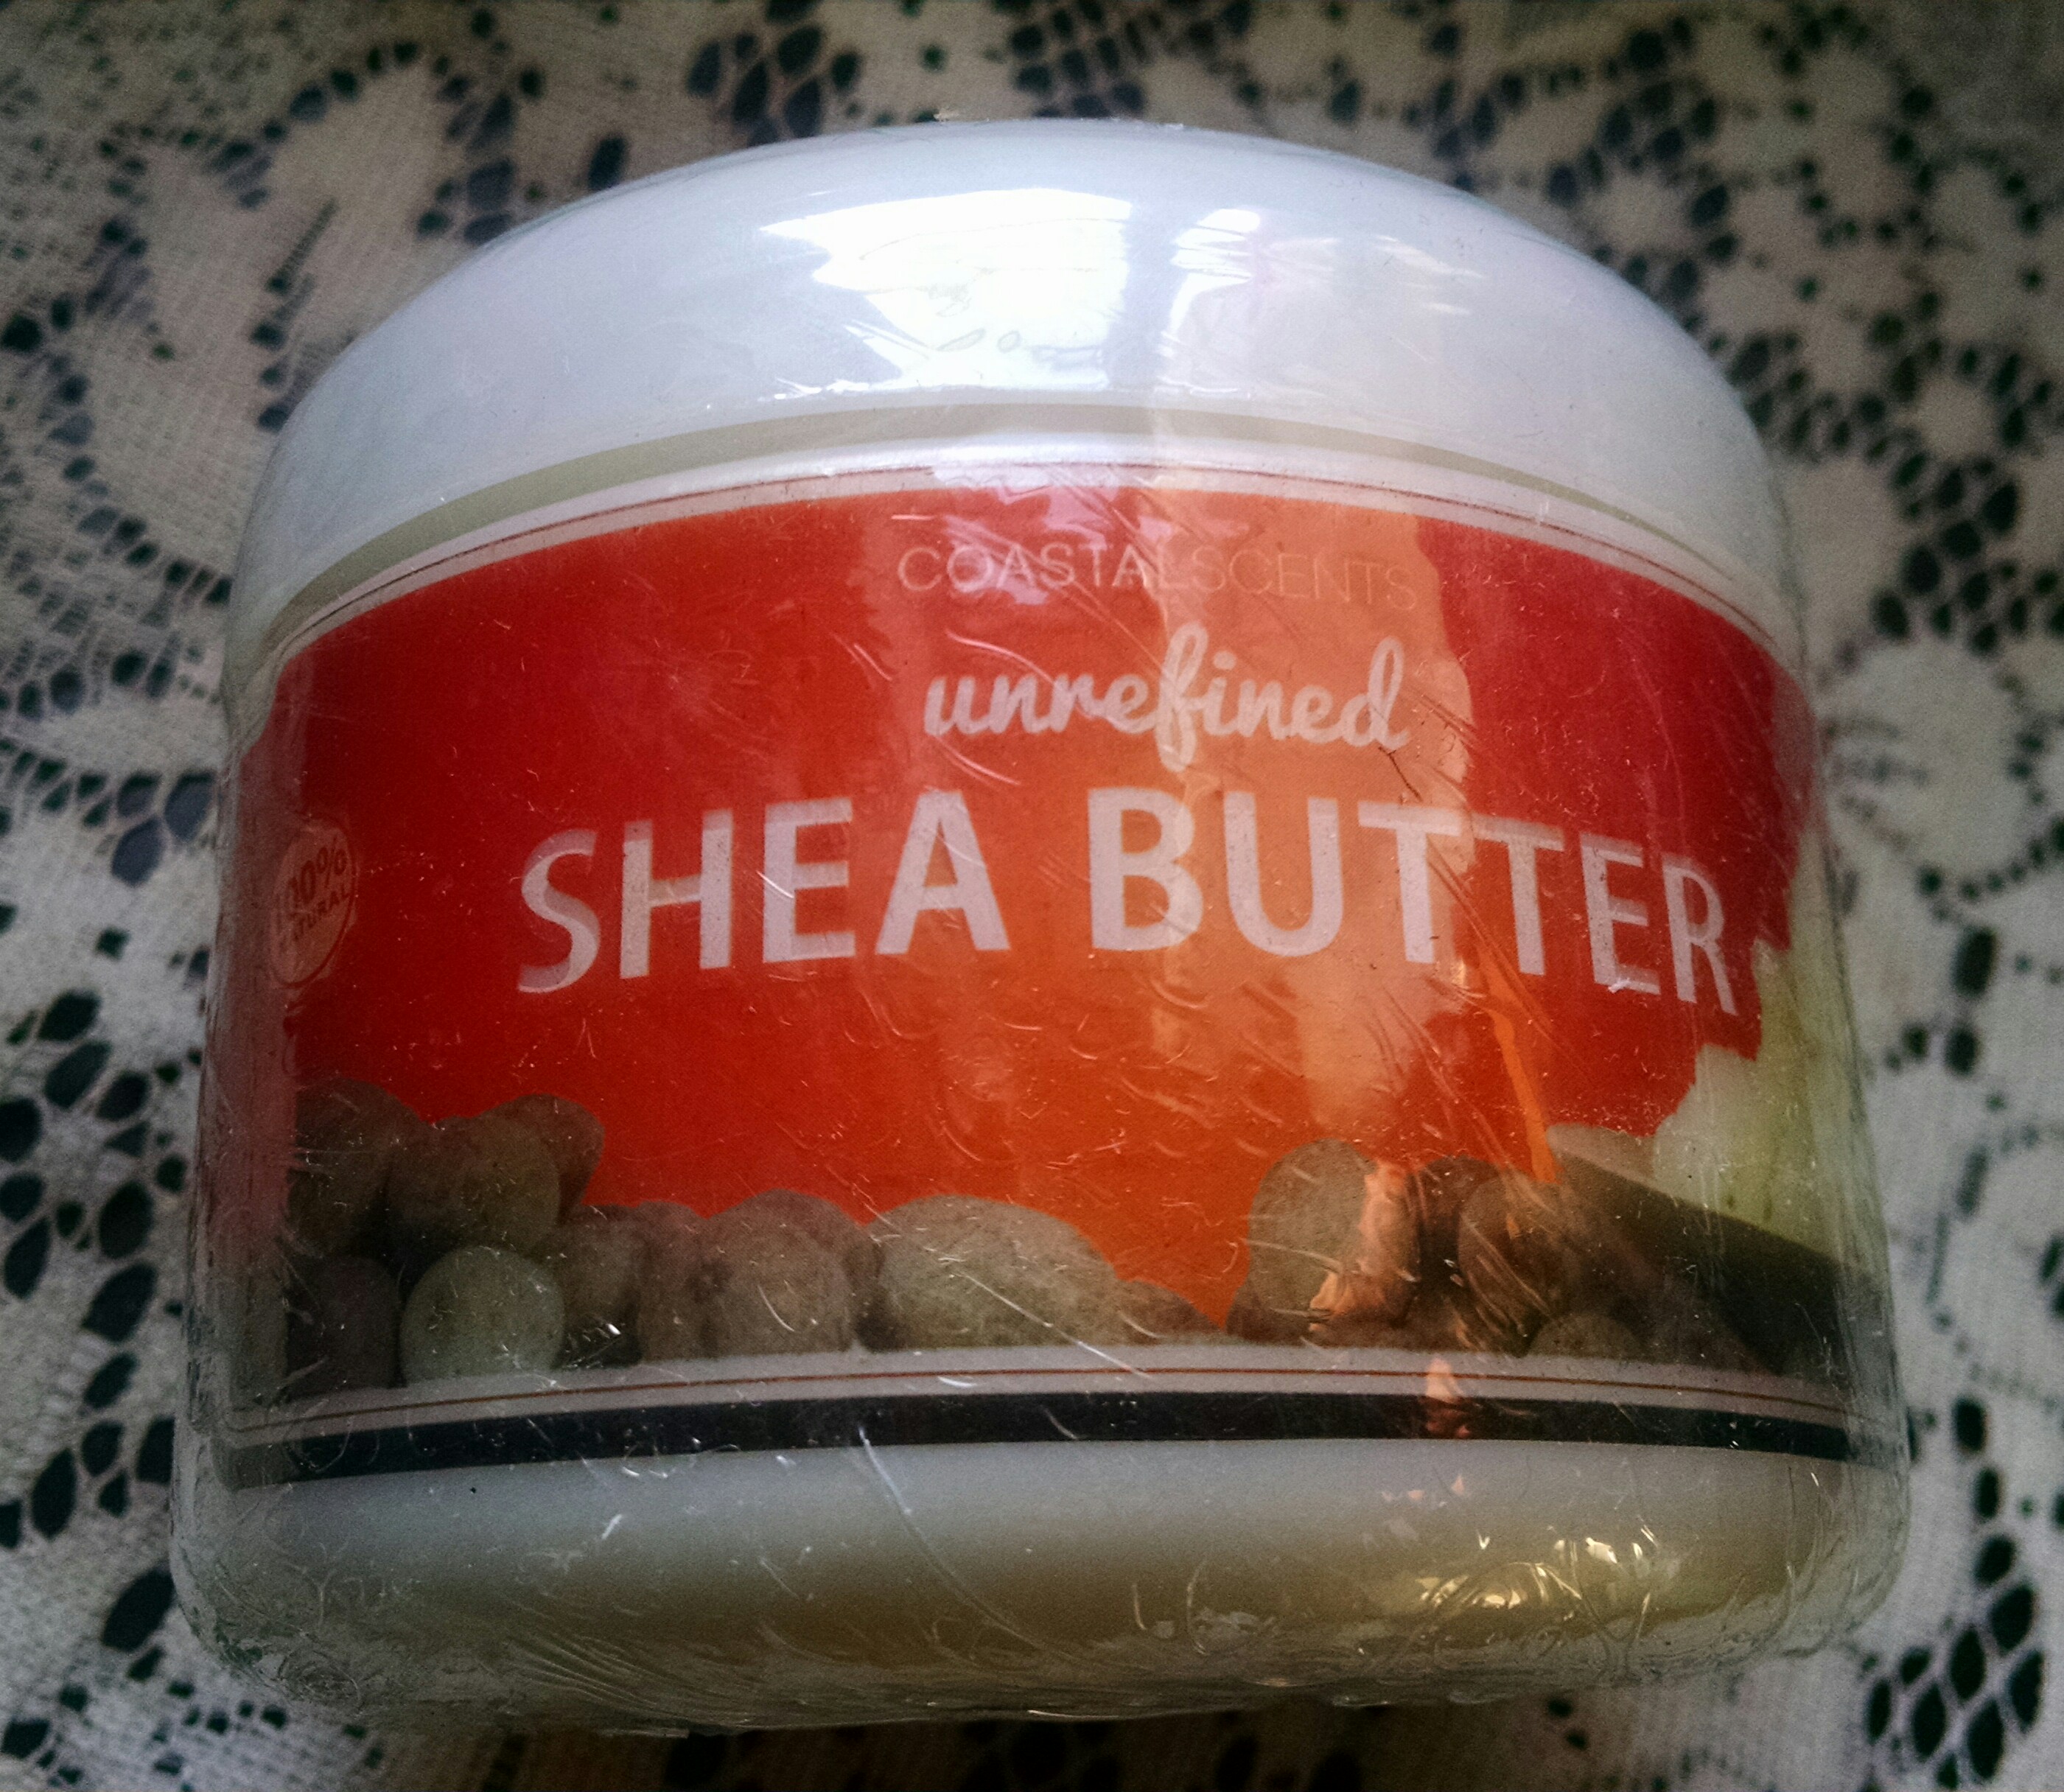 COASTALSCENTS
unrefined
SHEA BUTTER